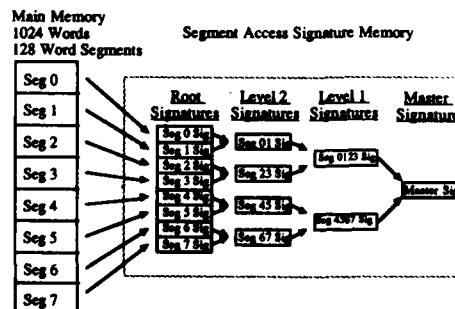 Main Memory
1024 Words
128 Word Segments
Segment Access Signature Memory
Root Signatures
Level 2 Signatures
Level 1 Signatures
Master Signature
Seg 0
Seg 1
Seg 2
Seg 3
Seg 4
Seg 5
Seg 6
Seg 7
Seg 0 Sig
Seg 1 Sig
Seg 2 Sig
Seg 3 Sig
Seg 4 Sig
Seg 5 Sig
Seg 6 Sig
Seg 7 Sig
Seg 01 Sig
Seg 23 Sig
Seg 45 Sig
Seg 67 Sig
Seg 0123 Sig
Seg 4567 Sig
Master Sig